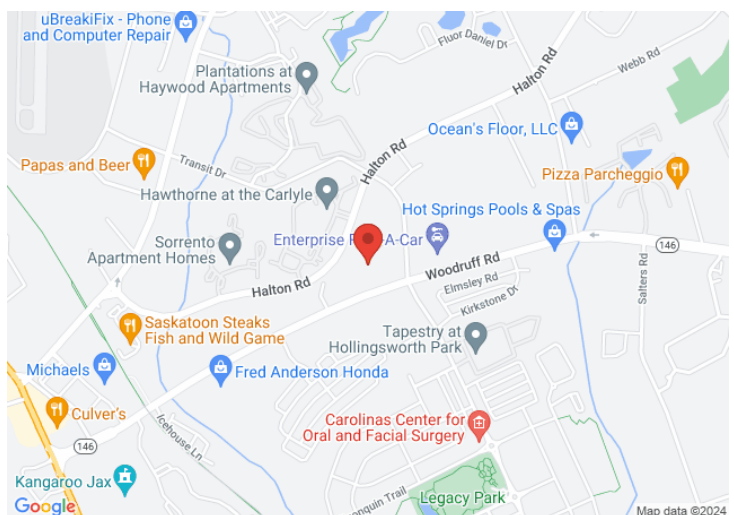 uBreakiFix - Phone
and Computer Repair
Fluor Daniel Dr
Webb Rd
Halton Rd
Plantations at
Haywood Apartments
Ocean's Floor, LLC
Halton Rd
Papas and Beer
Transit Dr
Pizza Parcheggio
Hawthorne at the Carlyle
Hot Springs Pools & Spas
Enterprise
A-Car
146
Sorrento
Apartment Homes
Woodruff Rd
Elmsley Rd
Salters Rd
Halton Rd
Kirkstone Dr
Saskatoon Steaks
Fish and Wild Game
Tapestry at
Hollingsworth Park
Michaels
Fred Anderson Honda
Culver's
Icehouse Ln
Carolinas Center for
Oral and Facial Surgery
146
Kangaroo Jax
Legacy Park
Trail
Google
Map data ©2024